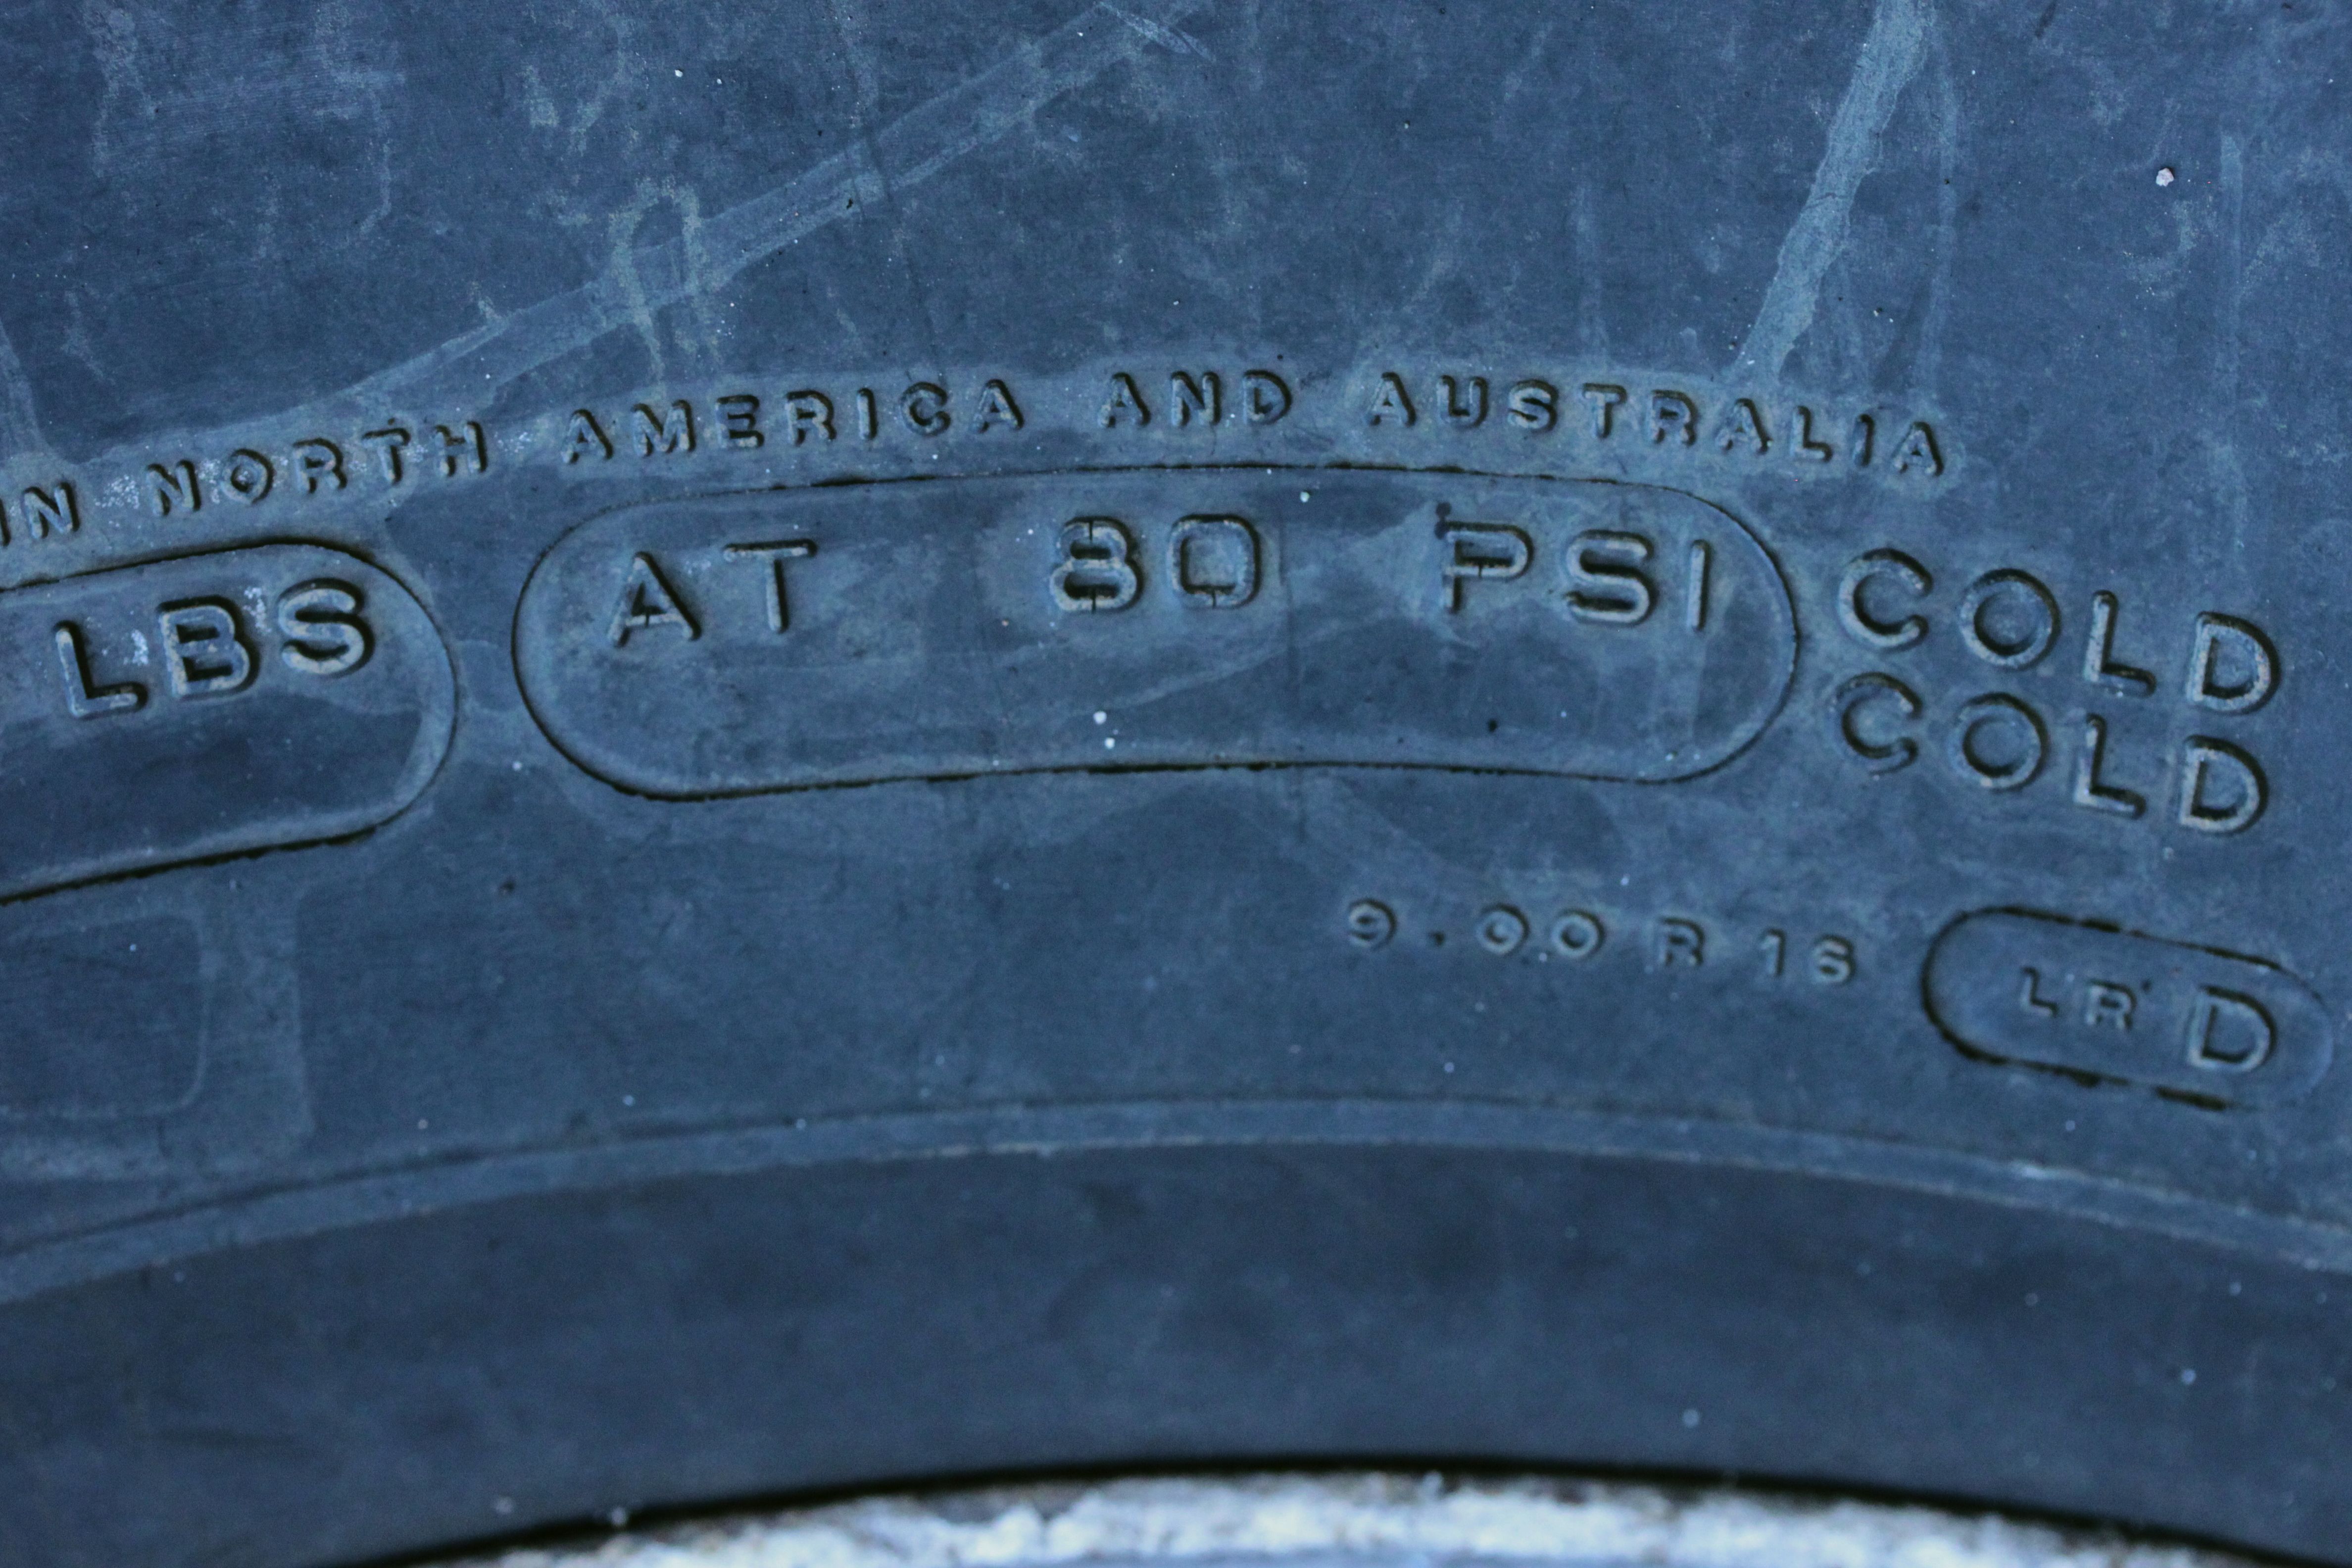 IN NORTH AMERICA AND AUSTRALIA
LBS AT 80 PSI COLD
COLD
9.00 R 16 LR D